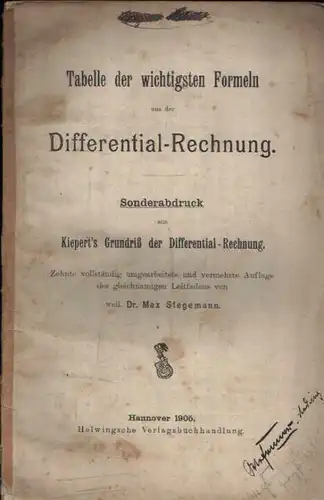 Tabelle der wichtigsten Formeln
aus der
Differential-Rechnung.
Sonderabdruck
aus
Kiepert's Grundriß der Differential-Rechnung.
Zehnte vollständig umgearbeitete und vermehrte Auflage
des gleichnamigen Leitfadens von
weil. Dr. Max Stegemann.
Hannover 1905.
Helwingsche Verlagsbuchhandlung.